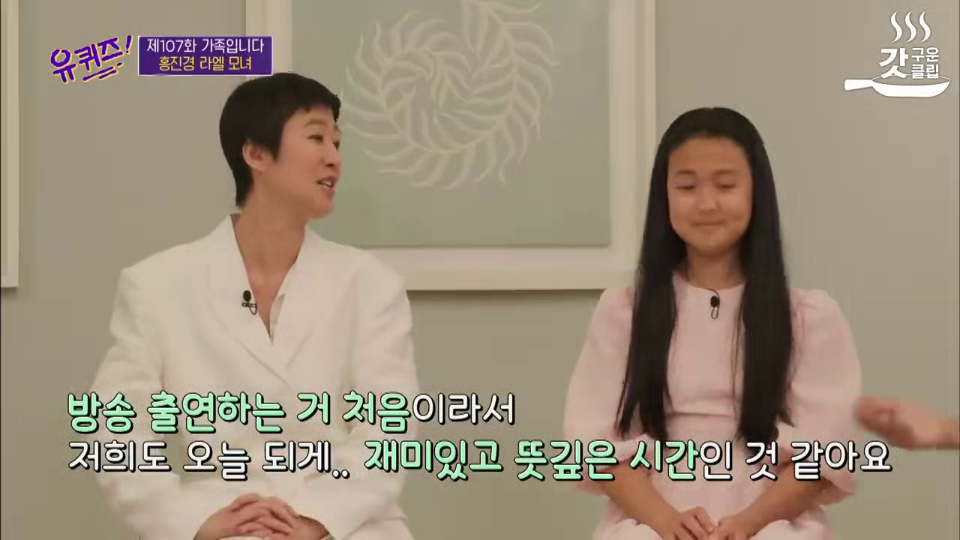 유퀴즈!
제107화 가족입니다
홍진경 라엘 모녀
갓구운클립
방송 출연하는 거 처음이라서
저희도 오늘 되게.. 재미있고 뜻깊은 시간인 것 같아요